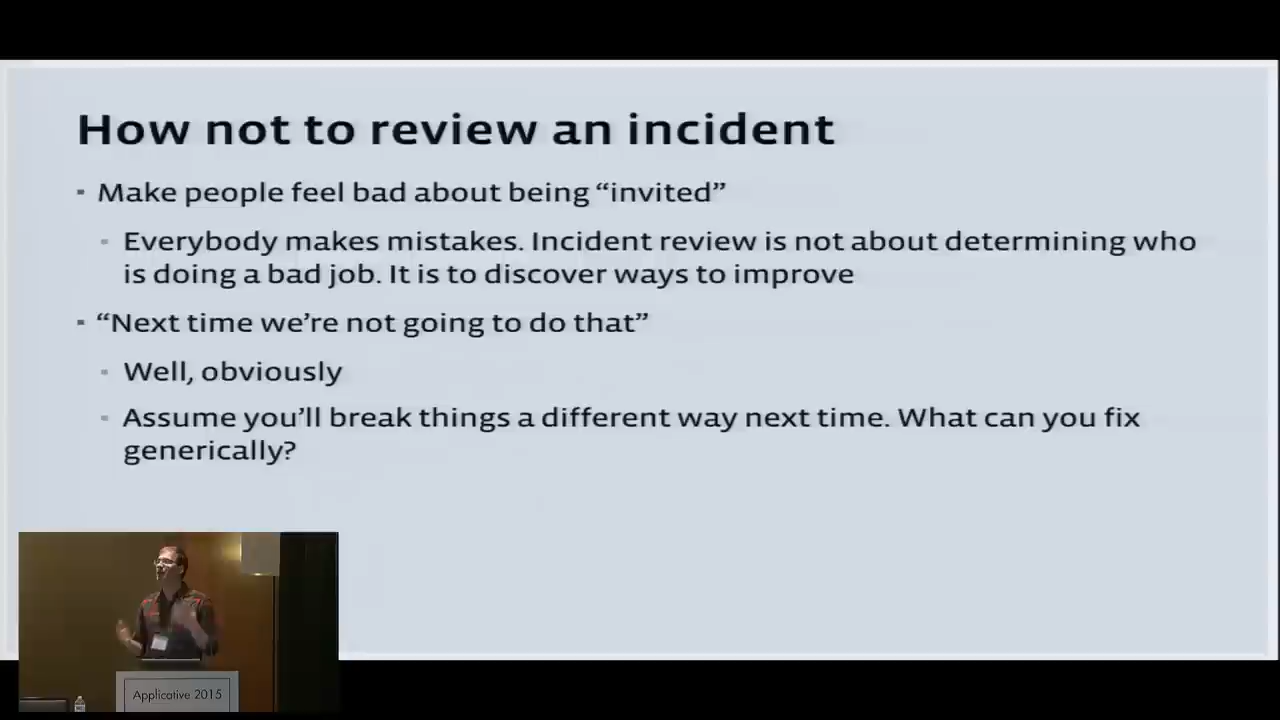 How not to review an incident
▪ Make people feel bad about being “invited”
▪ Everybody makes mistakes. Incident review is not about determining who
is doing a bad job. It is to discover ways to improve
▪ “Next time we’re not going to do that”
▪ Well, obviously
▪ Assume you’ll break things a different way next time. What can you fix
generically?
Applicative 2015